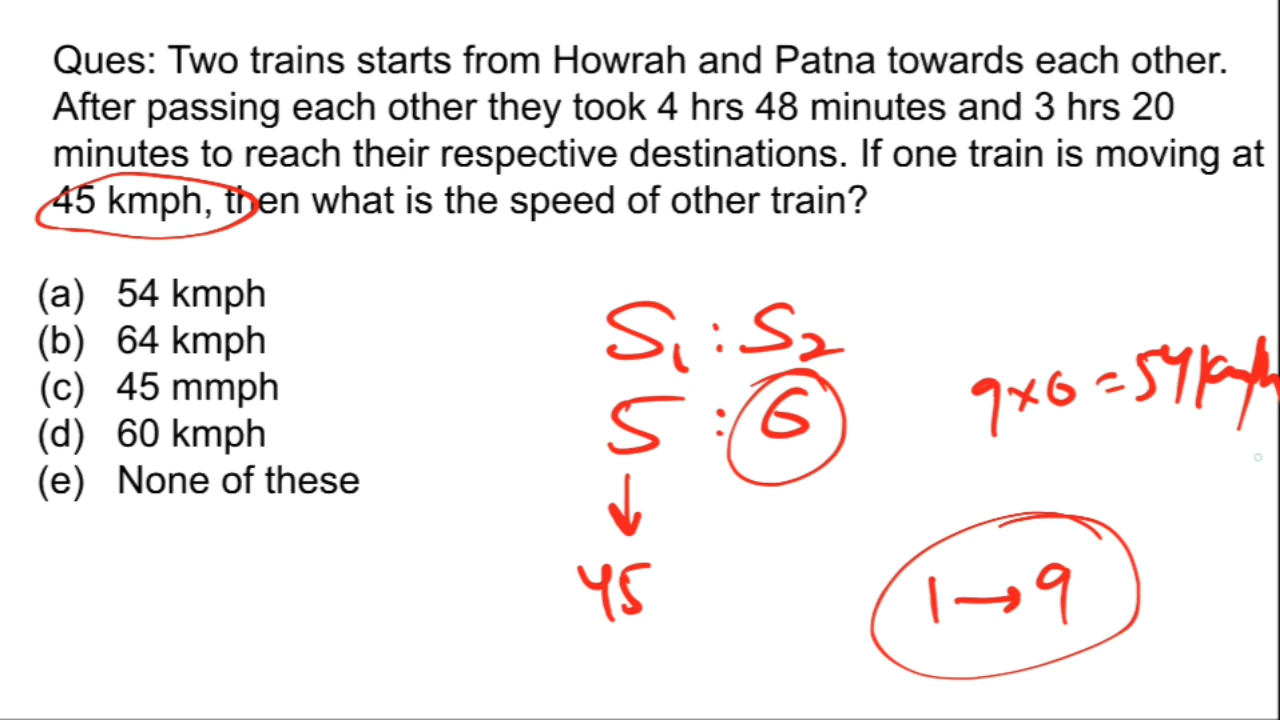 Ques: Two trains starts from Howrah and Patna towards each other.
After passing each other they took 4 hrs 48 minutes and 3 hrs 20
minutes to reach their respective destinations. If one train is moving at
45 kmph, then what is the speed of other train?
(a) 54 kmph
(b) 64 kmph
(c) 45 mmph
(d) 60 kmph
(e) None of these
S1 : S2
5 : 6
9×6 = 54 km/h
45
1 → 9